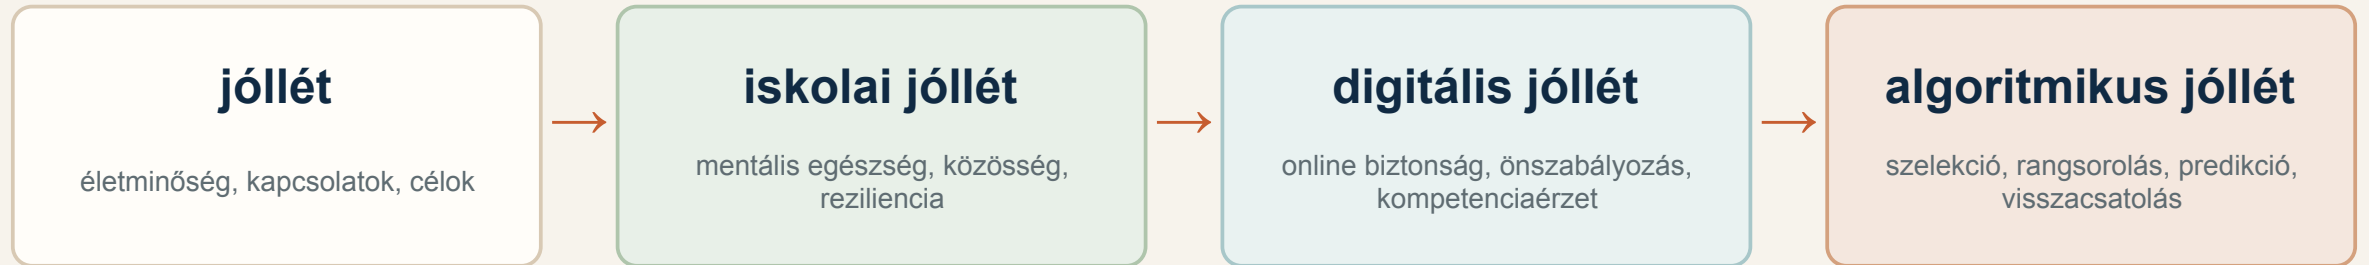 jóllét
életminőség, kapcsolatok, célok
iskolai jóllét
mentális egészség, közösség,
reziliencia
digitális jóllét
online biztonság, önszabályozás,
kompetenciaérzet
algoritmikus jóllét
szelekció, rangsorolás, predikció,
visszacsatolás